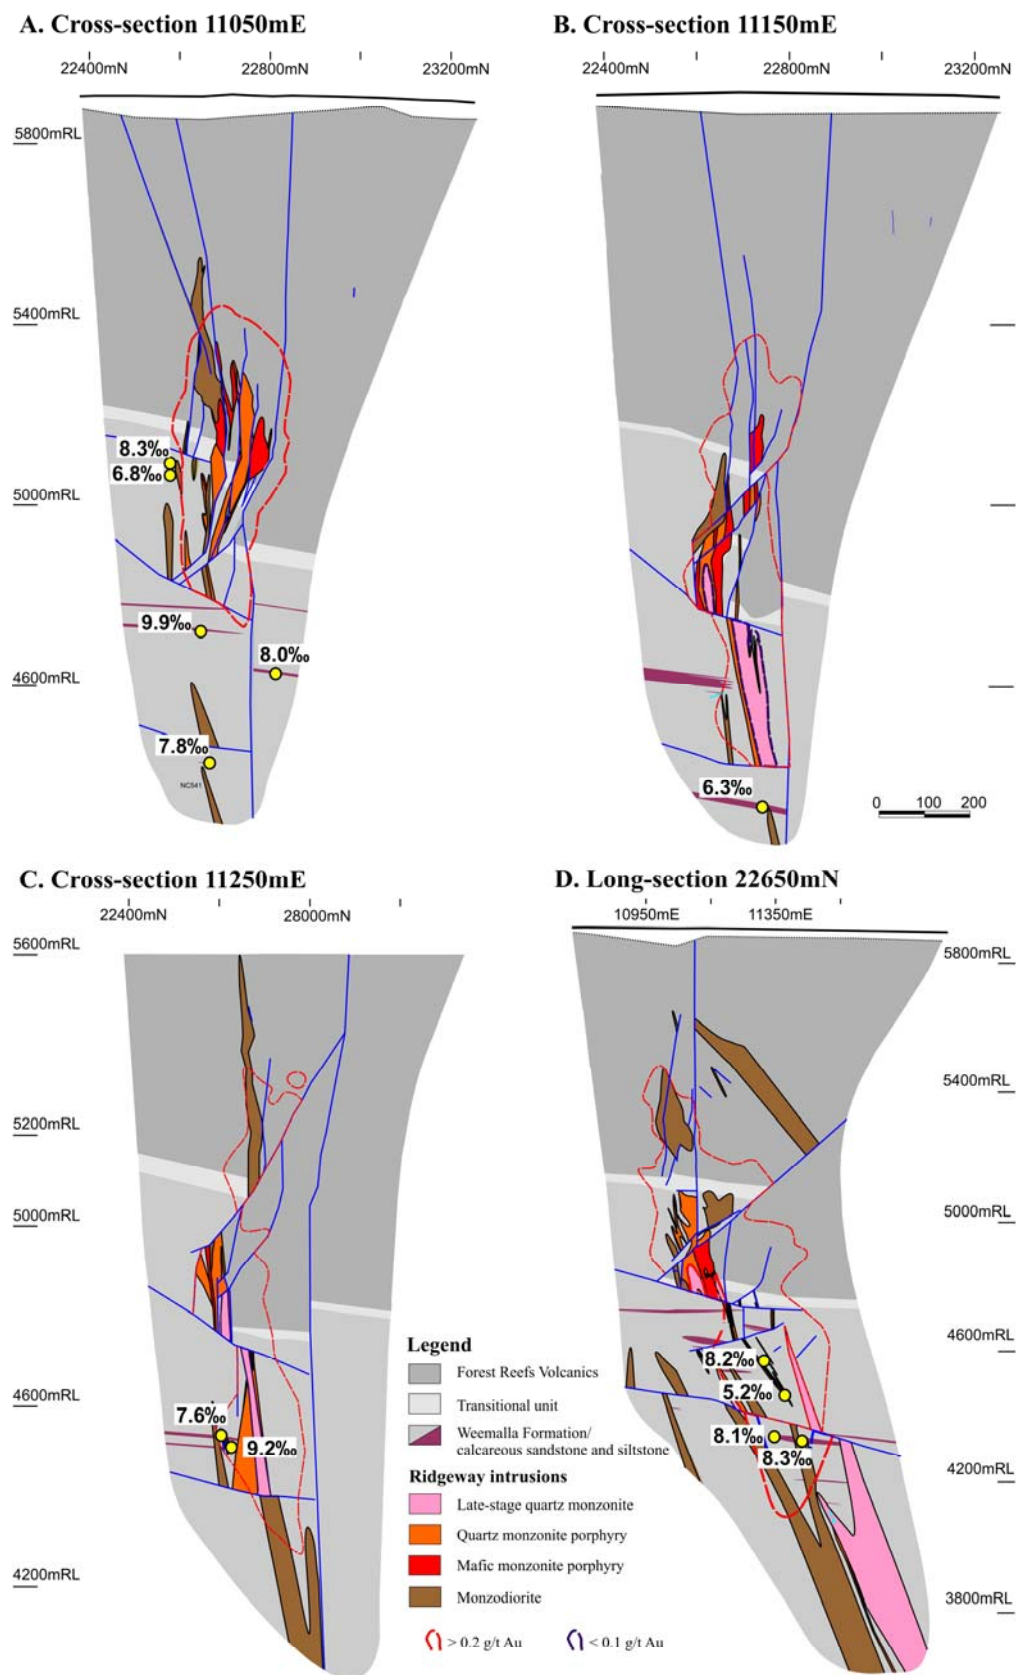 A. Cross-section 11050mE
22400mN 22800mN 23200mN
5800mRL
5400mRL
8.3‰
6.8‰
5000mRL
9.9‰
8.0‰
4600mRL
7.8‰
NC541
B. Cross-section 11150mE
22400mN 22800mN 23200mN
6.3‰
0 100 200
C. Cross-section 11250mE
22400mN 28000mN
5600mRL
5200mRL
5000mRL
4600mRL
7.6‰
9.2‰
4200mRL
D. Long-section 22650mN
10950mE 11350mE
5800mRL
5400mRL
5000mRL
4600mRL
8.2‰
5.2‰
8.1‰
8.3‰
4200mRL
3800mRL
Legend
Forest Reefs Volcanics
Transitional unit
Weemalla Formation/
calcareous sandstone and siltstone
Ridgeway intrusions
Late-stage quartz monzonite
Quartz monzonite porphyry
Mafic monzonite porphyry
Monzodiorite
> 0.2 g/t Au < 0.1 g/t Au